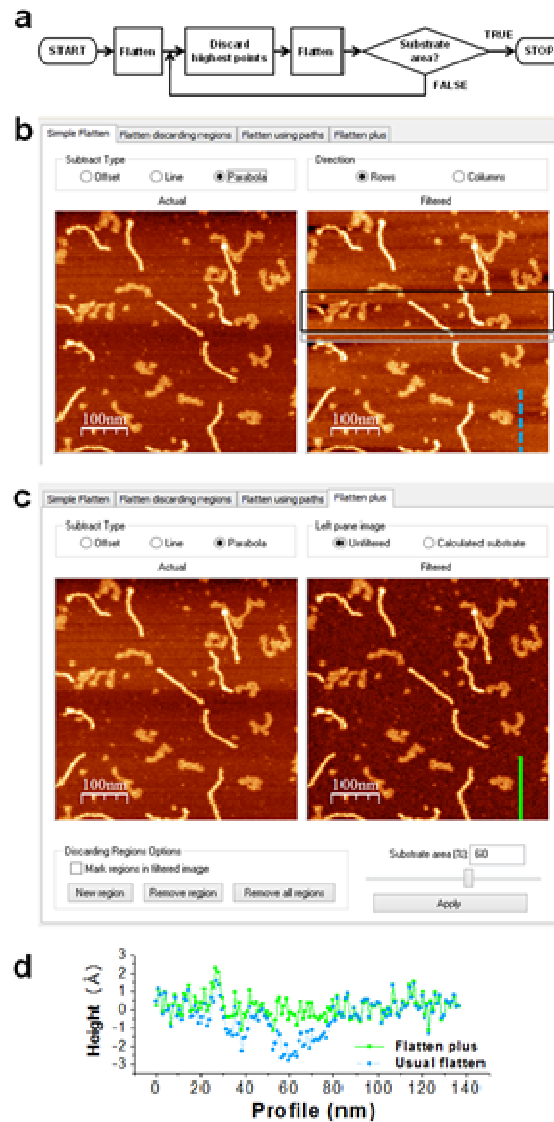 a
START Flatten Discard highest points Flatten Substrate area? TRUE STOP
FALSE
b
Simple Flatten Flatten discarding regions Flatten using paths Flatten plus
Subtract Type Direction
Offset Line Parabola Rows Columns
Actual Filtered
100nm 100nm
c
Simple Flatten Flatten discarding regions Flatten using paths Flatten plus
Subtract Type Left pane image
Offset Line Parabola Unfiltered Calculated substrate
Actual Filtered
100nm 100nm
Discarding Regions Options
Substrate area (%): 60
Mark regions in filtered image
New region Remove region Remove all regions Apply
d
Height (Å)
3
2
1
0
-1
-2
-3
Flatten plus
Usual flatten
0 20 40 60 80 100 120 140
Profile (nm)